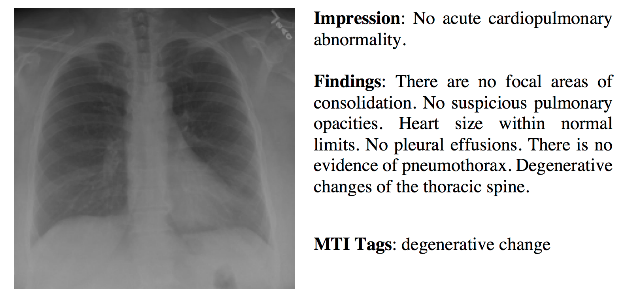 Impression: No acute cardiopulmonary
abnormality.
Findings: There are no focal areas of
consolidation. No suspicious pulmonary
opacities. Heart size within normal
limits. No pleural effusions. There is no
evidence of pneumothorax. Degenerative
changes of the thoracic spine.
MTI Tags: degenerative change